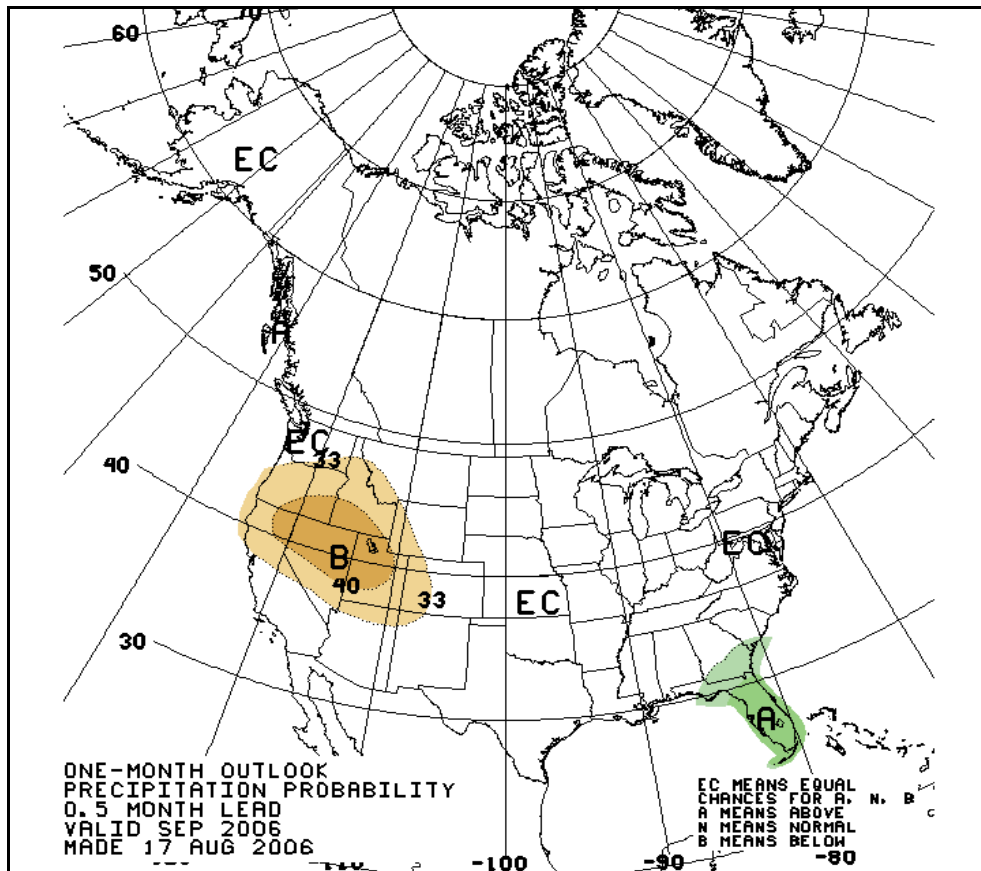 70
60
EC
50
A
EC
33
40
B
EC
40
33
EC
30
A
ONE-MONTH OUTLOOK
PRECIPITATION PROBABILITY
0.5 MONTH LEAD
VALID SEP 2006
MADE 17 AUG 2006
EC MEANS EQUAL
CHANCES FOR A, N, B
A MEANS ABOVE
N MEANS NORMAL
B MEANS BELOW
-100
-90
-80